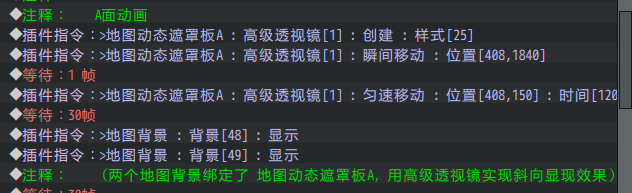 ◆注释：　A面动画
◆插件指令：>地图动态遮罩板A : 高级透视镜[1] : 创建 : 样式[25]
◆插件指令：>地图动态遮罩板A : 高级透视镜[1] : 瞬间移动 : 位置[408,1840]
◆等待：1 帧
◆插件指令：>地图动态遮罩板A : 高级透视镜[1] : 匀速移动 : 位置[408,150] : 时间[120
◆等待：30帧
◆插件指令：>地图背景 : 背景[48] : 显示
◆插件指令：>地图背景 : 背景[49] : 显示
◆注释：　(两个地图背景绑定了 地图动态遮罩板A, 用高级透视镜实现斜向显现效果)